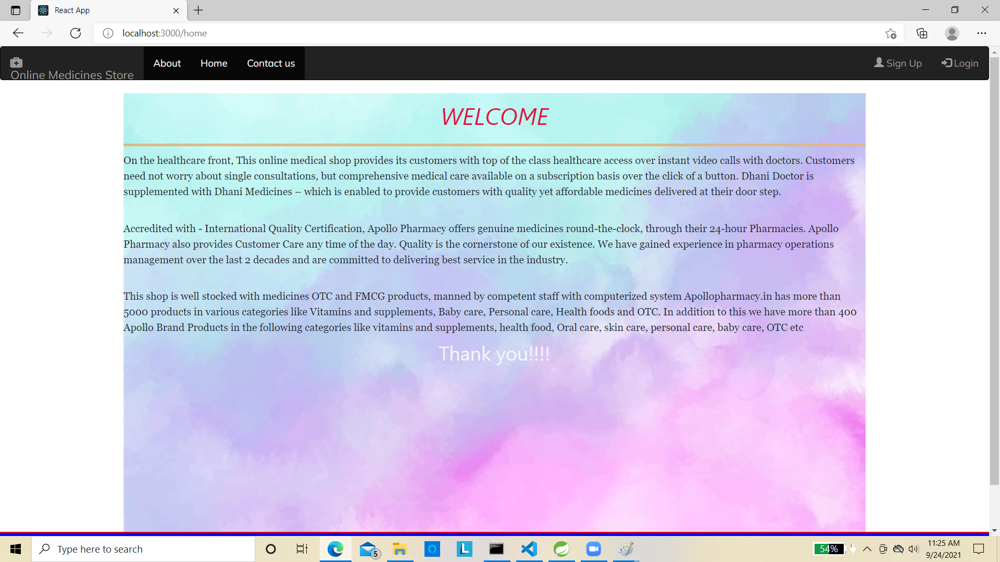 React App
localhost:3000/home
Online Medicines Store
About Home Contact us
Sign Up Login
WELCOME
On the healthcare front, This online medical shop provides its customers with top of the class healthcare access over instant video calls with doctors. Customers
need not worry about single consultations, but comprehensive medical care available on a subscription basis over the click of a button. Dhani Doctor is
supplemented with Dhani Medicines – which is enabled to provide customers with quality yet affordable medicines delivered at their door step.
Accredited with - International Quality Certification, Apollo Pharmacy offers genuine medicines round-the-clock, through their 24-hour Pharmacies. Apollo
Pharmacy also provides Customer Care any time of the day. Quality is the cornerstone of our existence. We have gained experience in pharmacy operations
management over the last 2 decades and are committed to delivering best service in the industry.
This shop is well stocked with medicines OTC and FMCG products, manned by competent staff with computerized system Apollopharmacy.in has more than
5000 products in various categories like Vitamins and supplements, Baby care, Personal care, Health foods and OTC. In addition to this we have more than 400
Apollo Brand Products in the following categories like vitamins and supplements, health food, Oral care, skin care, personal care, baby care, OTC etc
Thank you!!!!
Type here to search
5
L
54%
11:25 AM
9/24/2021